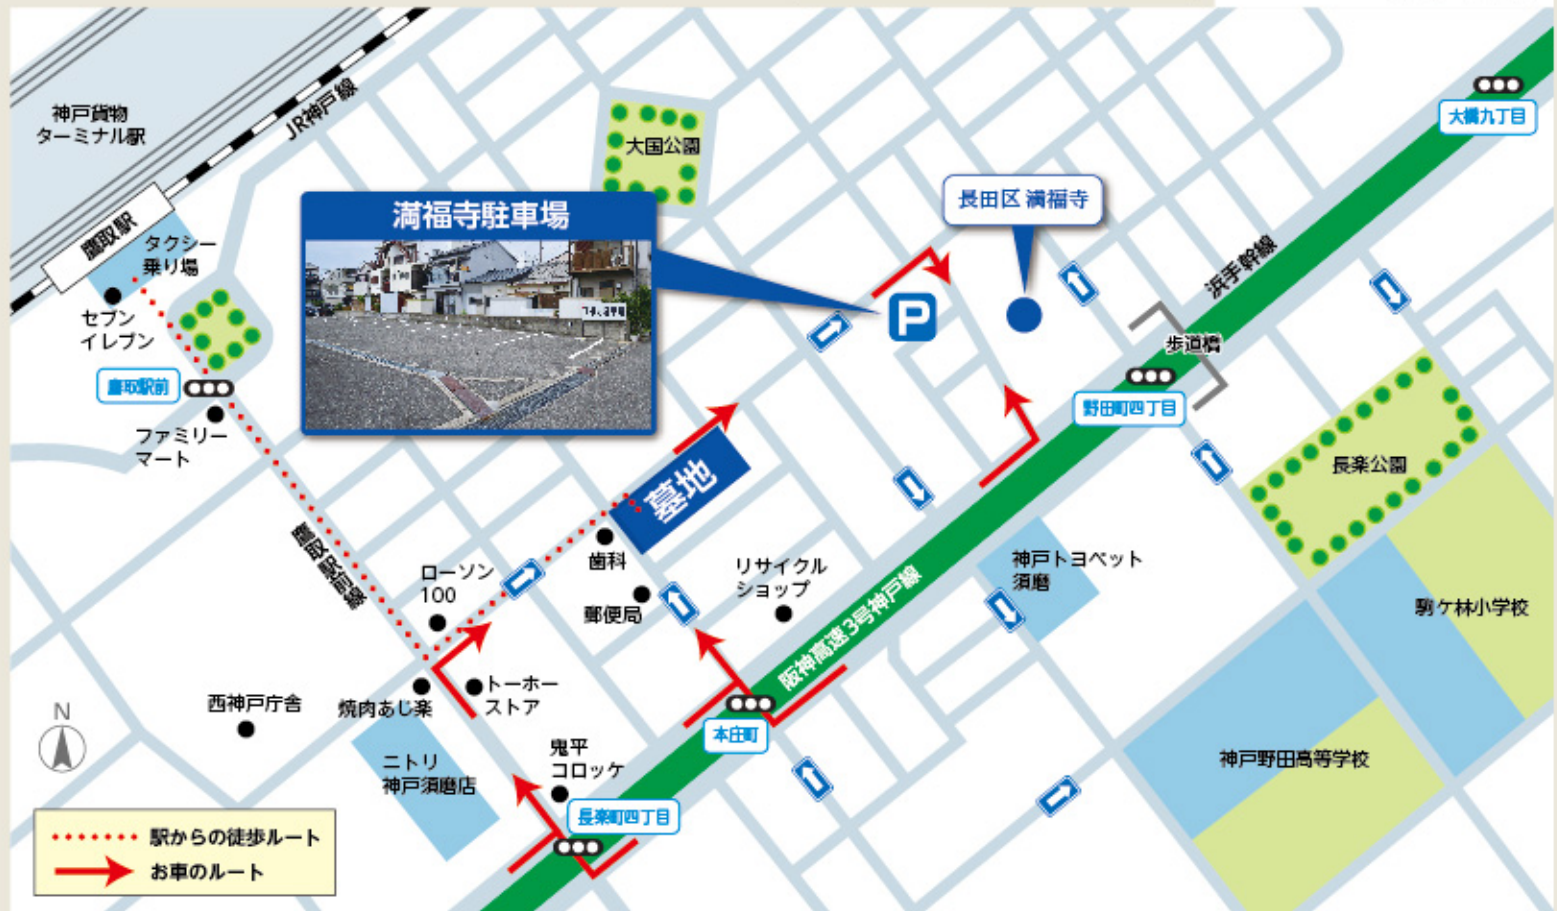 神戸貨物
ターミナル駅
JR神戸線
鷹取駅
タクシー
乗り場
セブン
イレブン
鷹取駅前
ファミリー
マート
鷹取駅前線
大国公園
満福寺駐車場
長田区 満福寺
P
大橋九丁目
浜手幹線
歩道橋
野田町四丁目
長楽公園
墓地
歯科
郵便局
リサイクル
ショップ
ローソン
100
神戸トヨペット
須磨
駒ケ林小学校
阪神高速3号神戸線
西神戸庁舎
焼肉あじ楽
トーホー
ストア
本庄町
ニトリ
神戸須磨店
鬼平
コロッケ
長楽町四丁目
神戸野田高等学校
N
駅からの徒歩ルート
お車のルート